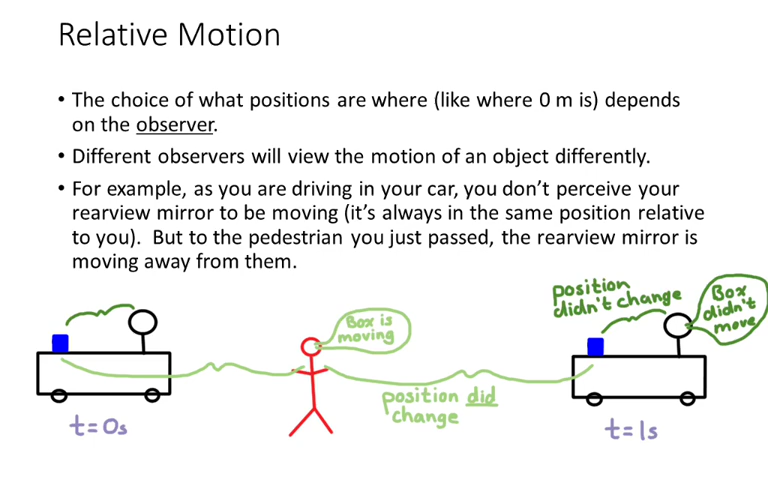 Relative Motion
• The choice of what positions are where (like where 0 m is) depends
on the observer.
• Different observers will view the motion of an object differently.
• For example, as you are driving in your car, you don't perceive your
rearview mirror to be moving (it's always in the same position relative
to you).  But to the pedestrian you just passed, the rearview mirror is
moving away from them.
Box is
moving
position
didn't change
Box
didn't
move
position did
change
t=0s
t=1s